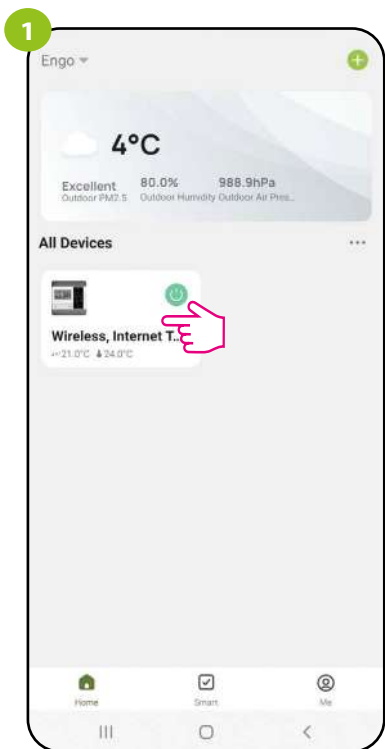 1
Engo
4°C
Excellent 80.0% 988.9hPa
Outdoor PM2.5 Outdoor Humidity Outdoor Air Pres...
All Devices ...
Wireless, Internet T...
21.0°C 24.0°C
Home Smart Me